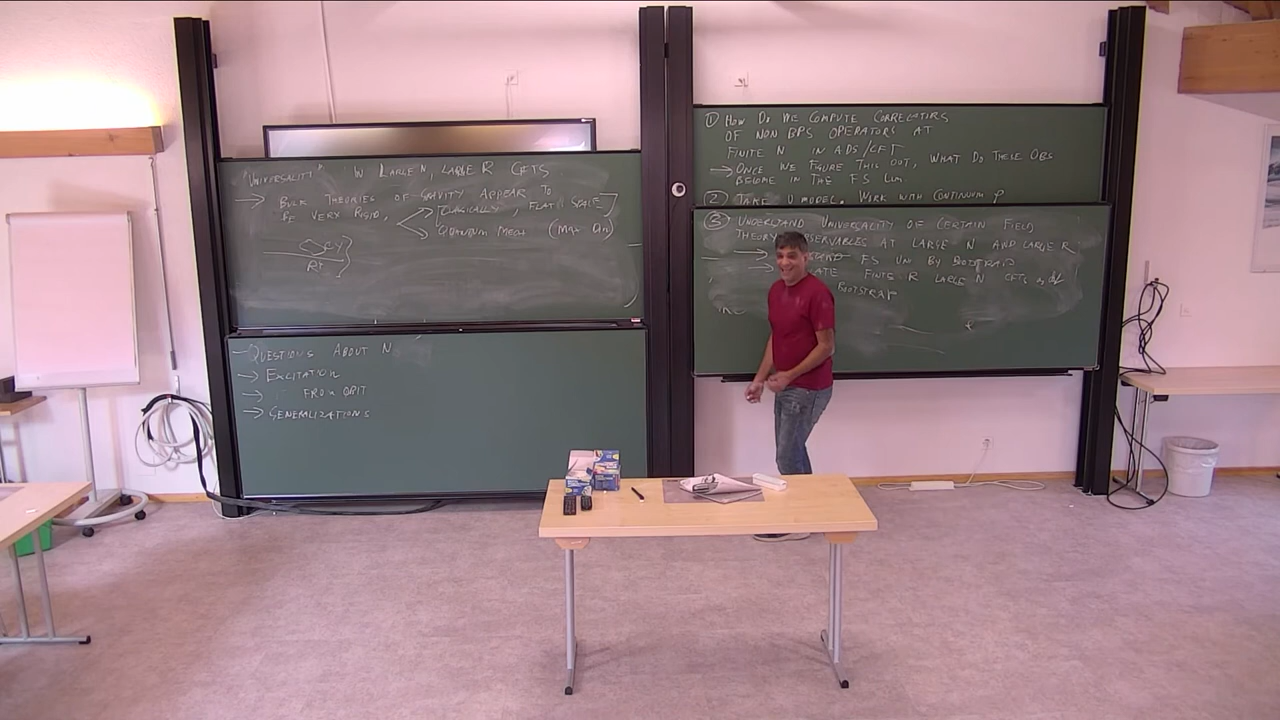 "UNIVERSALITY" IN LARGE N, LARGE R CFTS
→ BULK THEORIES OF GRAVITY APPEAR TO
BE VERY RIGID, CLASSICALLY, FLAT SPACE
QUANTUM MECH
- QUESTIONS ABOUT N
→ EXCITATION
→ FROM ORBIT
→ GENERALIZATIONS
① HOW DO WE COMPUTE CORRELATORS
OF NON BPS OPERATORS AT
FINITE N IN ADS/CFT
→ ONCE WE FIGURE THIS OUT, WHAT DO THESE OBS
BECOME IN THE FS LIM
② TAKE U MODEL. WORK WITH CONTINUUM
③ UNDERSTAND UNIVERSALITY OF CERTAIN FIELD
THEORY OBSERVABLES AT LARGE N AND LARGE R
FS UNI BY BOOTSTRAP
FINITE R LARGE N CFTS
BOOTSTRAP